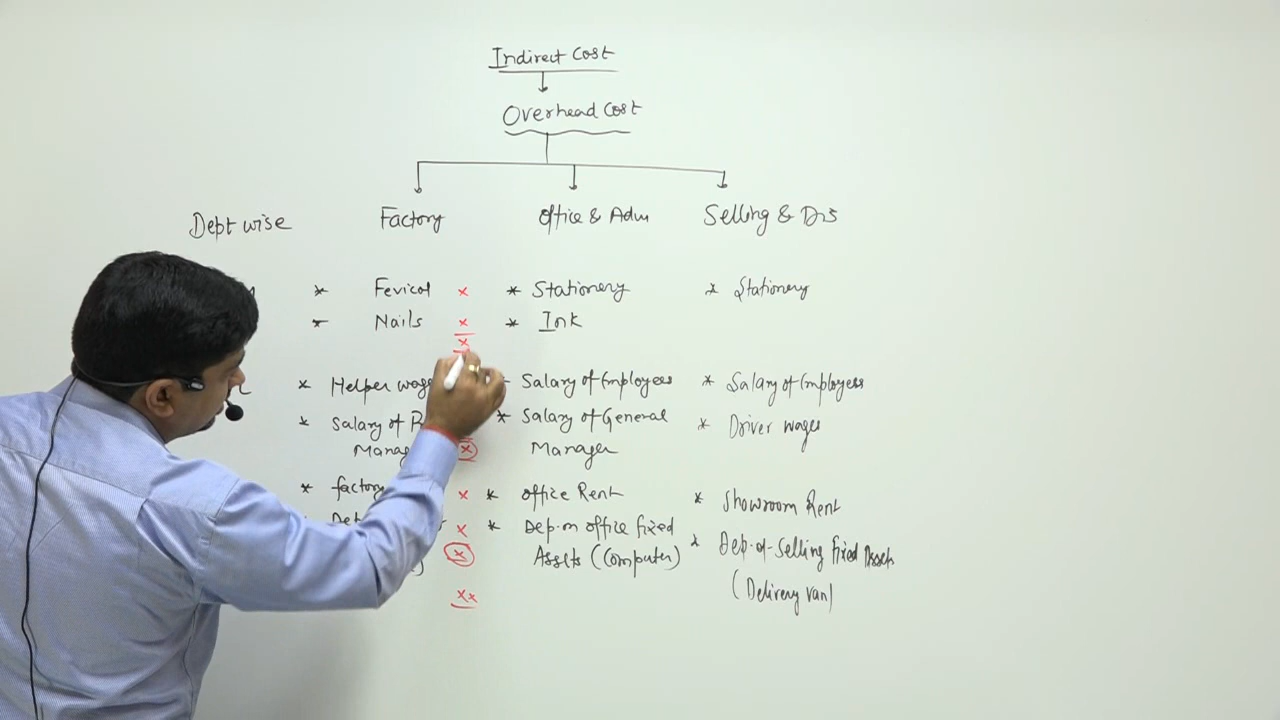 Indirect Cost
Overhead Cost
Dept wise Factory Office & Adm Selling & Dis
* Fevicol × * Stationery * Stationery
* Nails × * Ink
×
* Helper wage Salary of Employees * Salary of Employees
* Salary of * Salary of General * Driver wages
Manag × Manager
* factory × * office Rent * Showroom Rent
× * Dep. on office fixed * Dep. of Selling fixed Assets
× Assets (Computer)
×× (Delivery van)